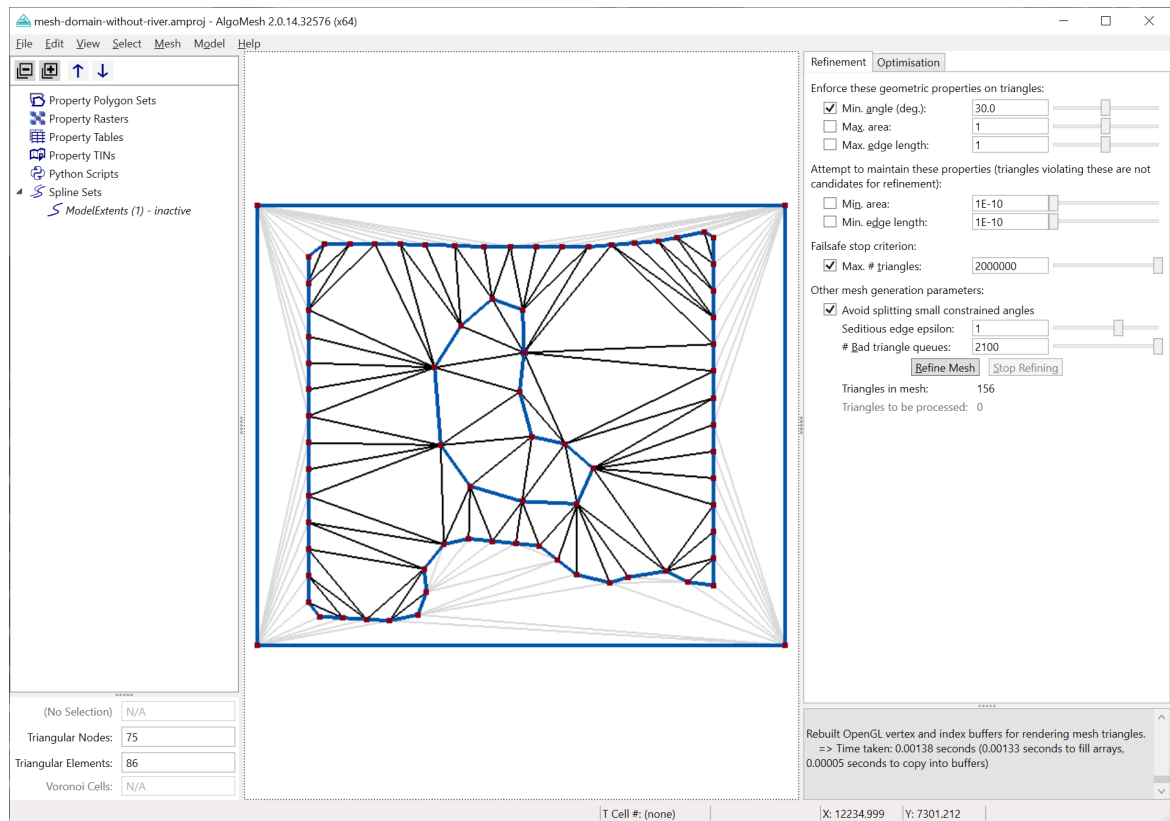 mesh-domain-without-river.amproj - AlgoMesh 2.0.14.32576 (x64)
File Edit View Select Mesh Model Help
Property Polygon Sets
Property Rasters
Property Tables
Property TINs
Python Scripts
Spline Sets
ModelExtents (1) - inactive
(No Selection) N/A
Triangular Nodes: 75
Triangular Elements: 86
Voronoi Cells: N/A
Refinement Optimisation
Enforce these geometric properties on triangles:
Min. angle (deg.): 30.0
Max. area: 1
Max. edge length: 1
Attempt to maintain these properties (triangles violating these are not
candidates for refinement):
Min. area: 1E-10
Min. edge length: 1E-10
Failsafe stop criterion:
Max. # triangles: 2000000
Other mesh generation parameters:
Avoid splitting small constrained angles
Seditious edge epsilon: 1
# Bad triangle queues: 2100
Refine Mesh Stop Refining
Triangles in mesh: 156
Triangles to be processed: 0
Rebuilt OpenGL vertex and index buffers for rendering mesh triangles.
=> Time taken: 0.00138 seconds (0.00133 seconds to fill arrays,
0.00005 seconds to copy into buffers)
T Cell #: (none) X: 12234.999 Y: 7301.212